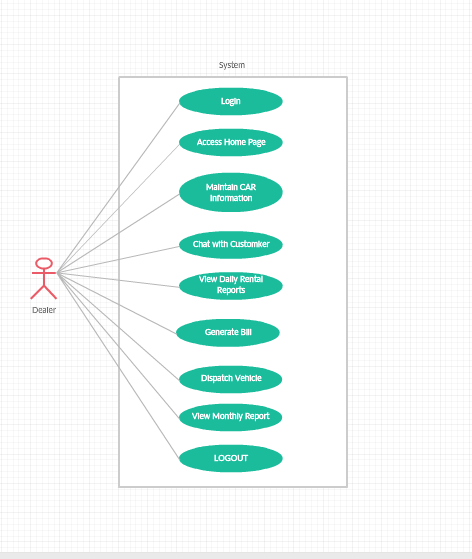 System
Login
Access Home Page
Maintain CAR
Information
Chat with Customker
View Daily Rental
Reports
Dealer
Generate Bill
Dispatch Vehicle
View Monthly Report
LOGOUT